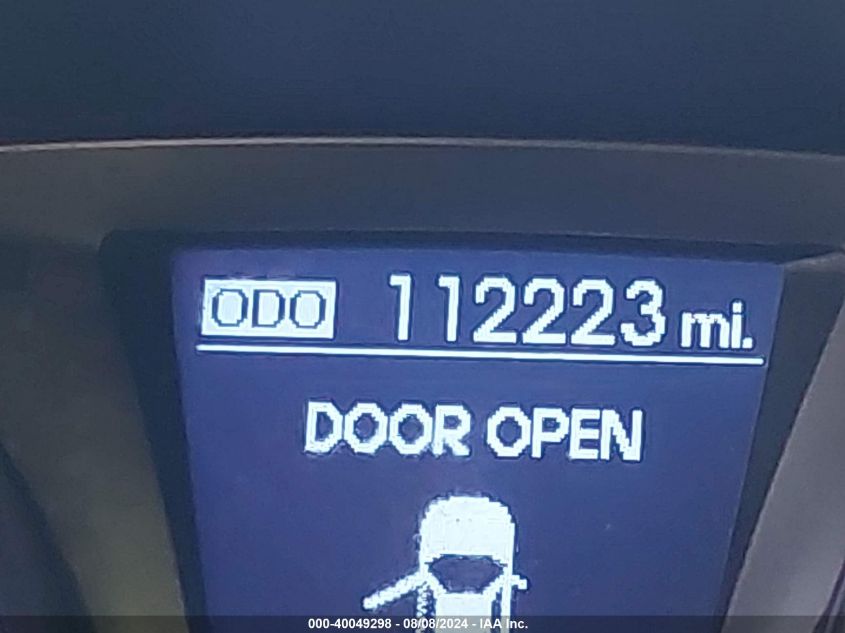 ODO 112223 mi.
DOOR OPEN
000-40049298 - 08/08/2024 - IAA Inc.